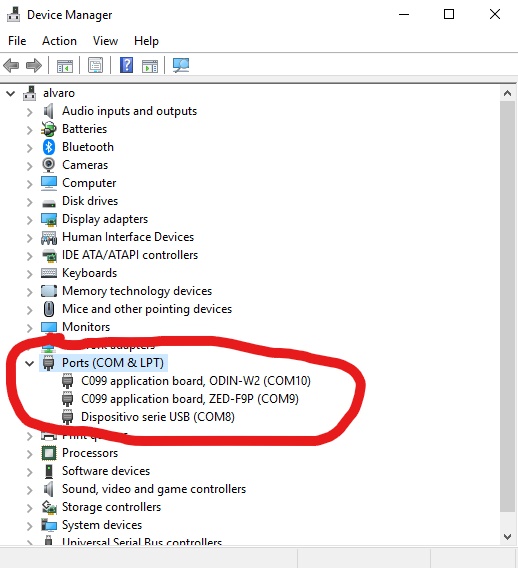 Device Manager
File Action View Help
alvaro
Audio inputs and outputs
Batteries
Bluetooth
Cameras
Computer
Disk drives
Display adapters
Human Interface Devices
IDE ATA/ATAPI controllers
Keyboards
Memory technology devices
Mice and other pointing devices
Monitors
adapters
Ports (COM & LPT)
C099 application board, ODIN-W2 (COM10)
C099 application board, ZED-F9P (COM9)
Dispositivo serie USB (COM8)
Print queues
Processors
Software devices
Sound, video and game controllers
Storage controllers
System devices
Universal Serial Bus controllers